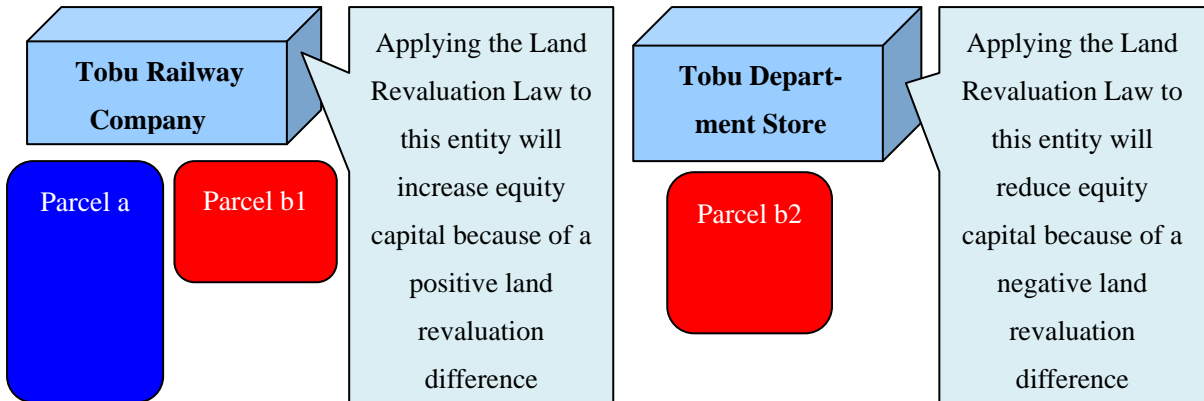 Tobu Railway
Company
Parcel a
Parcel b1
Applying the Land
Revaluation Law to
this entity will
increase equity
capital because of a
positive land
revaluation
difference
Tobu Depart-
ment Store
Parcel b2
Applying the Land
Revaluation Law to
this entity will
reduce equity
capital because of a
negative land
revaluation
difference